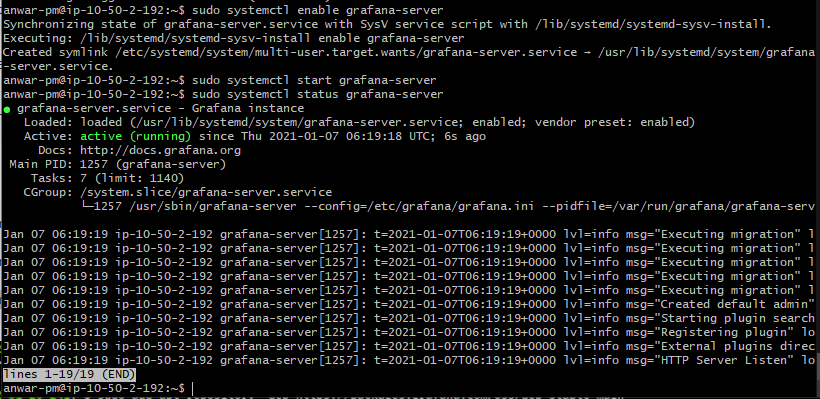 anwar-pm@ip-10-50-2-192:~$ sudo systemctl enable grafana-server
Synchronizing state of grafana-server.service with SysV service script with /lib/systemd/systemd-sysv-install.
Executing: /lib/systemd/systemd-sysv-install enable grafana-server
Created symlink /etc/systemd/system/multi-user.target.wants/grafana-server.service → /usr/lib/systemd/system/grafana
-server.service.
anwar-pm@ip-10-50-2-192:~$ sudo systemctl start grafana-server
anwar-pm@ip-10-50-2-192:~$ sudo systemctl status grafana-server
● grafana-server.service - Grafana instance
Loaded: loaded (/usr/lib/systemd/system/grafana-server.service; enabled; vendor preset: enabled)
Active: active (running) since Thu 2021-01-07 06:19:18 UTC; 6s ago
Docs: http://docs.grafana.org
Main PID: 1257 (grafana-server)
Tasks: 7 (limit: 1140)
CGroup: /system.slice/grafana-server.service
└─1257 /usr/sbin/grafana-server --config=/etc/grafana/grafana.ini --pidfile=/var/run/grafana/grafana-serv
Jan 07 06:19:19 ip-10-50-2-192 grafana-server[1257]: t=2021-01-07T06:19:19+0000 lvl=info msg="Executing migration" l
Jan 07 06:19:19 ip-10-50-2-192 grafana-server[1257]: t=2021-01-07T06:19:19+0000 lvl=info msg="Executing migration" l
Jan 07 06:19:19 ip-10-50-2-192 grafana-server[1257]: t=2021-01-07T06:19:19+0000 lvl=info msg="Executing migration" l
Jan 07 06:19:19 ip-10-50-2-192 grafana-server[1257]: t=2021-01-07T06:19:19+0000 lvl=info msg="Executing migration" l
Jan 07 06:19:19 ip-10-50-2-192 grafana-server[1257]: t=2021-01-07T06:19:19+0000 lvl=info msg="Executing migration" l
Jan 07 06:19:19 ip-10-50-2-192 grafana-server[1257]: t=2021-01-07T06:19:19+0000 lvl=info msg="Created default admin"
Jan 07 06:19:19 ip-10-50-2-192 grafana-server[1257]: t=2021-01-07T06:19:19+0000 lvl=info msg="Starting plugin search
Jan 07 06:19:19 ip-10-50-2-192 grafana-server[1257]: t=2021-01-07T06:19:19+0000 lvl=info msg="Registering plugin" lo
Jan 07 06:19:19 ip-10-50-2-192 grafana-server[1257]: t=2021-01-07T06:19:19+0000 lvl=info msg="External plugins direc
Jan 07 06:19:19 ip-10-50-2-192 grafana-server[1257]: t=2021-01-07T06:19:19+0000 lvl=info msg="HTTP Server Listen" lo
lines 1-19/19 (END)
anwar-pm@ip-10-50-2-192:~$